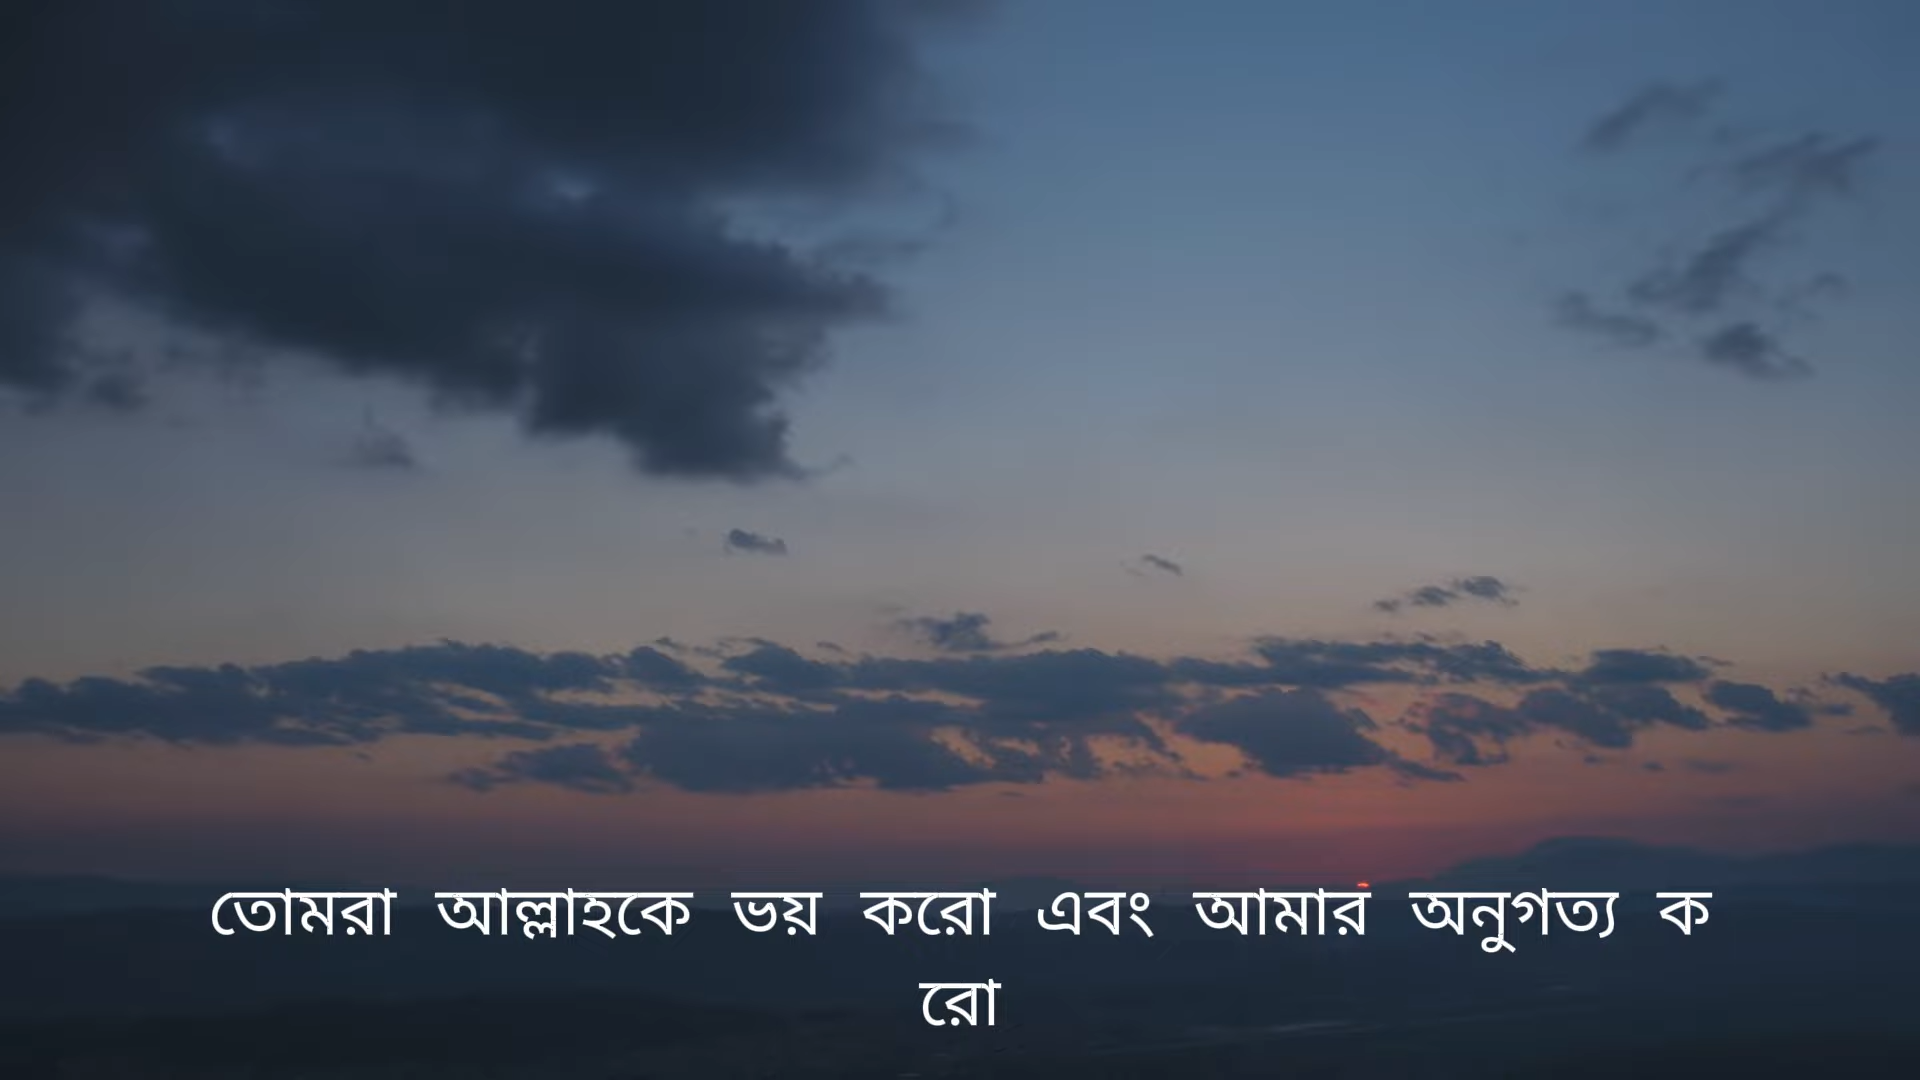 তোমরা আল্লাহকে ভয় করো এবং আমার অনুগত্য ক
রো